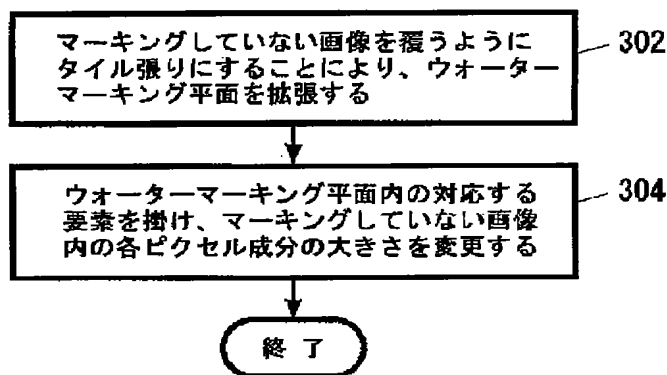 マーキングしていない画像を覆うように
タイル張りにすることにより、ウォーター
マーキング平面を拡張する
302
ウォーターマーキング平面内の対応する
要素を掛け、マーキングしていない画像
内の各ピクセル成分の大きさを変更する
304
終了